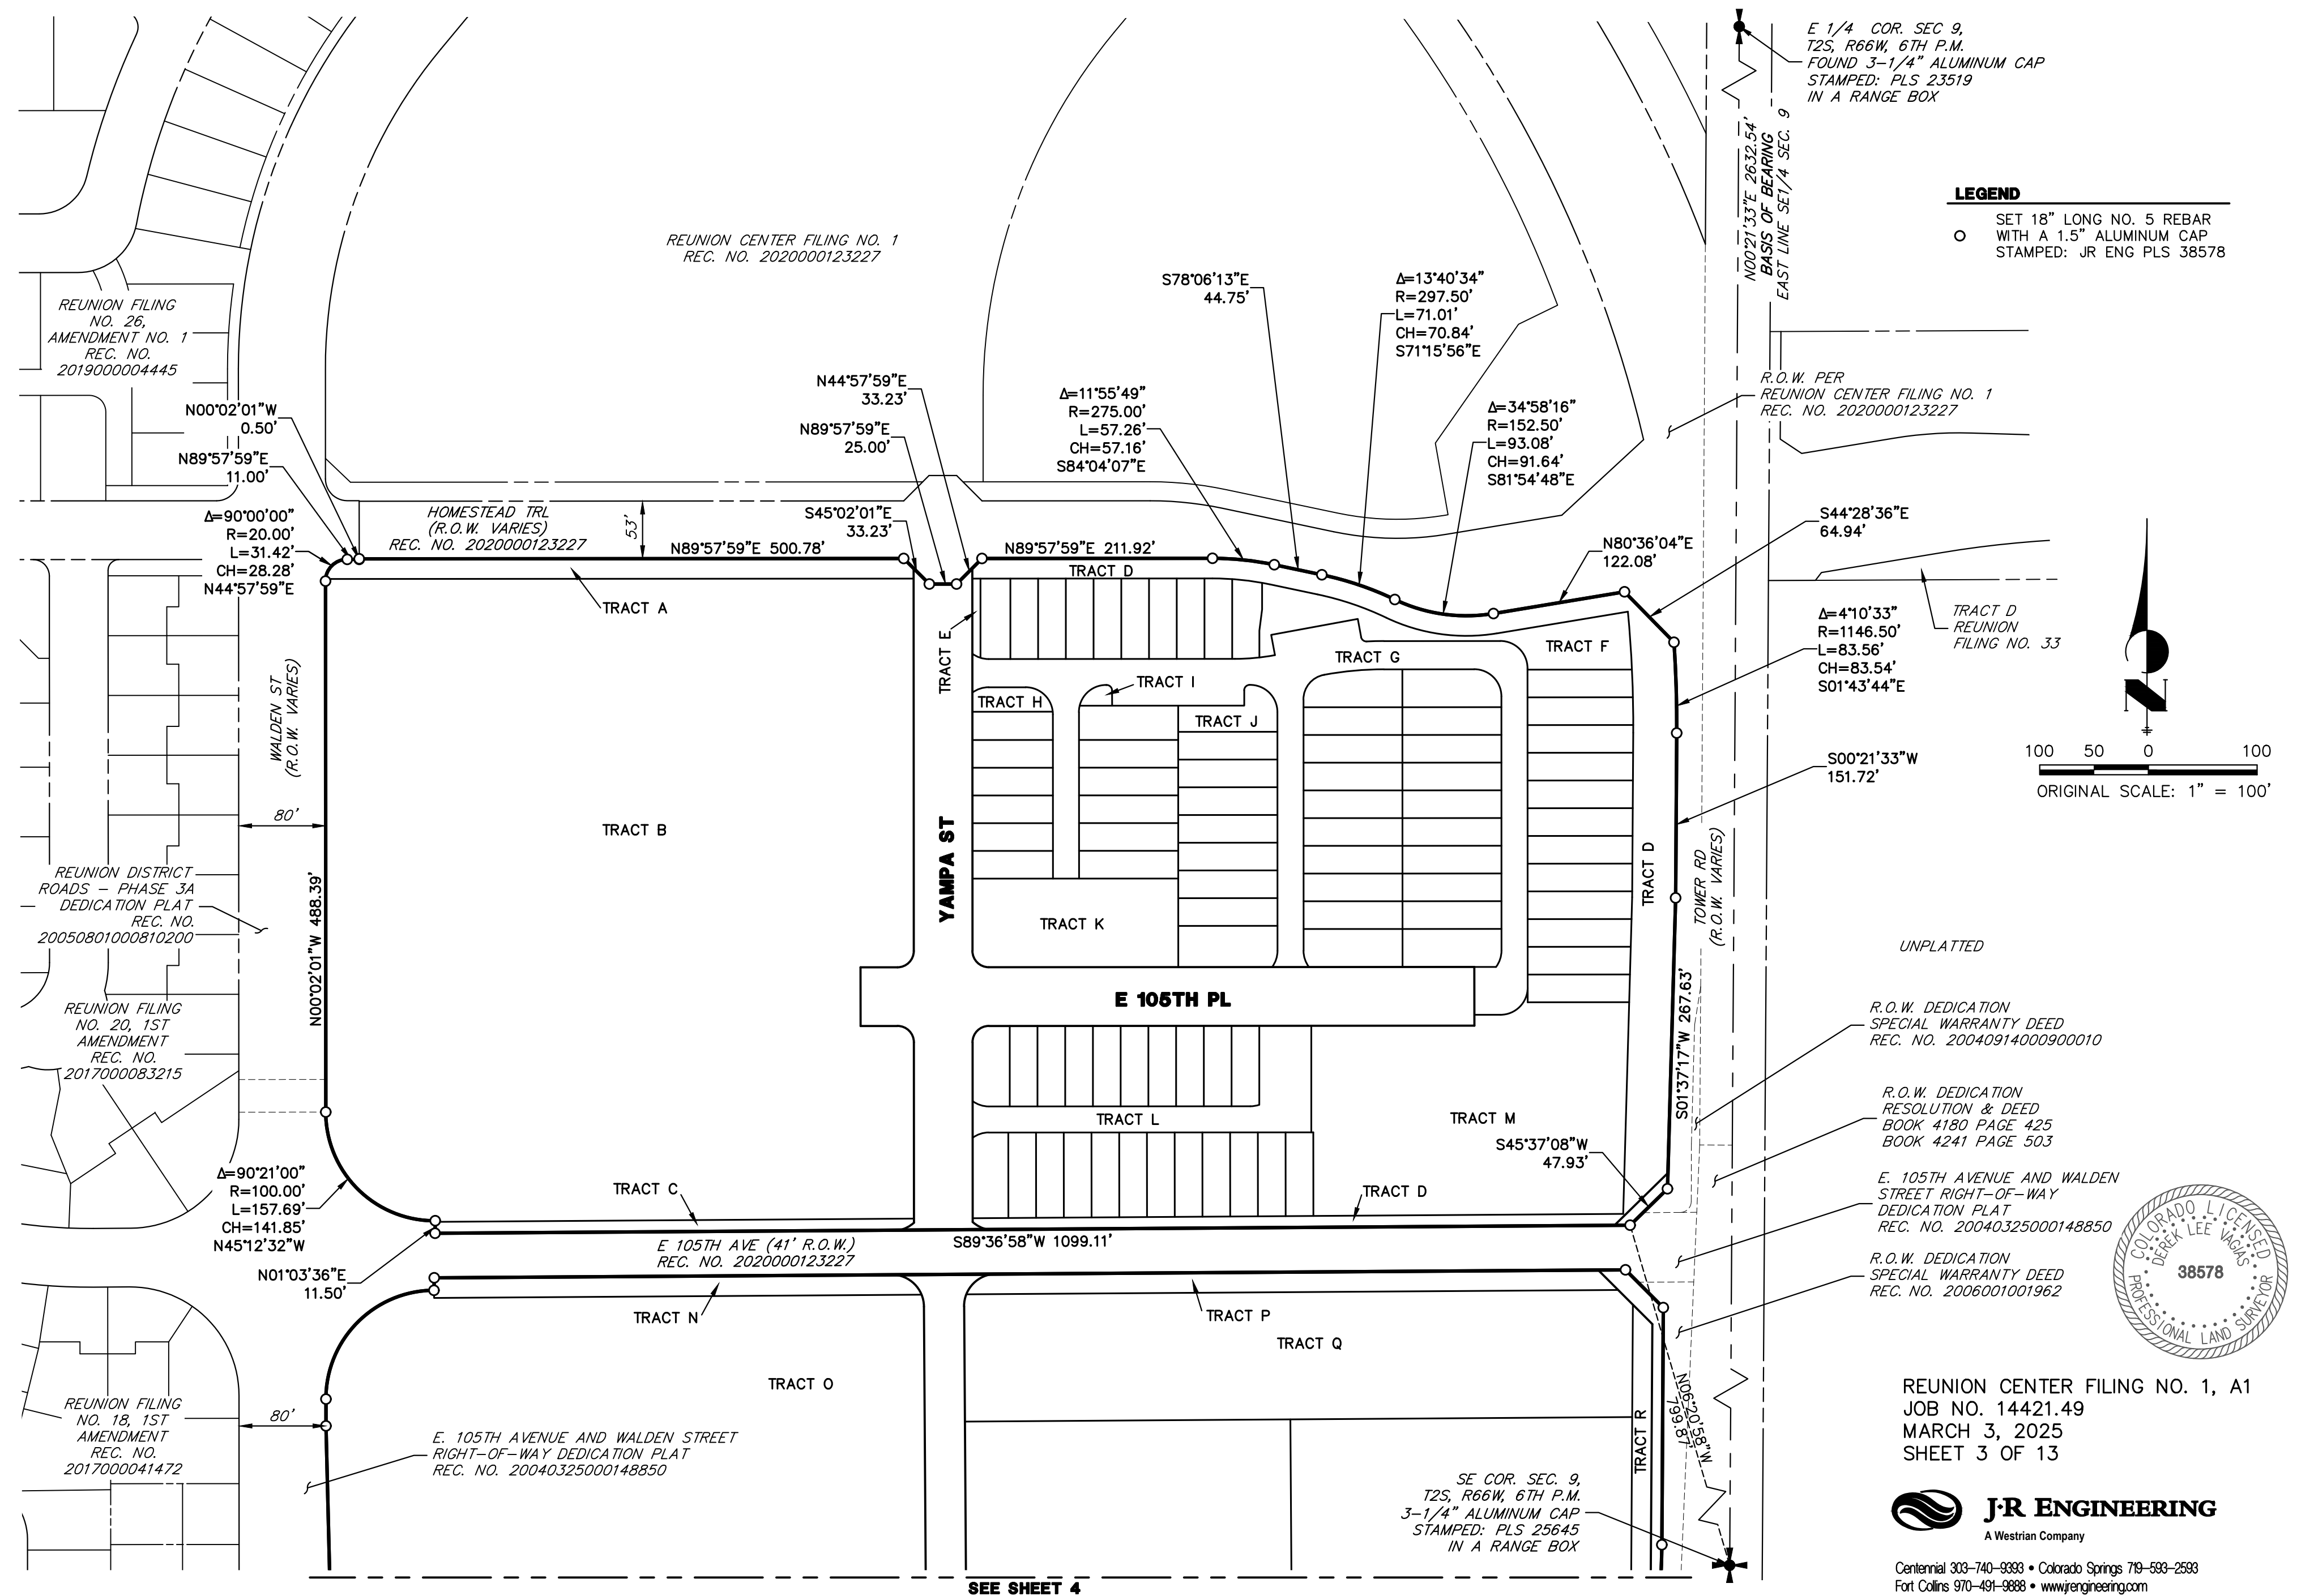 E 1/4 COR. SEC 9,
T2S, R66W, 6TH P.M.
FOUND 3-1/4" ALUMINUM CAP
STAMPED: PLS 23519
IN A RANGE BOX
N00°21'33"E 2632.54'
BASIS OF BEARING
EAST LINE SE1/4 SEC. 9
LEGEND
SET 18" LONG NO. 5 REBAR
WITH A 1.5" ALUMINUM CAP
STAMPED: JR ENG PLS 38578
REUNION CENTER FILING NO. 1
REC. NO. 2020000123227
REUNION FILING
NO. 26,
AMENDMENT NO. 1
REC. NO.
2019000004445
S78°06'13"E
44.75'
Δ=13°40'34"
R=297.50'
L=71.01'
CH=70.84'
S71°15'56"E
N44°57'59"E
33.23'
N89°57'59"E
25.00'
Δ=11°55'49"
R=275.00'
L=57.26'
CH=57.16'
S84°04'07"E
Δ=34°58'16"
R=152.50'
L=93.08'
CH=91.64'
S81°54'48"E
R.O.W. PER
REUNION CENTER FILING NO. 1
REC. NO. 2020000123227
N00°02'01"W
0.50'
N89°57'59"E
11.00'
Δ=90°00'00"
R=20.00'
L=31.42'
CH=28.28'
N44°57'59"E
HOMESTEAD TRL
(R.O.W. VARIES)
REC. NO. 2020000123227
53'
S45°02'01"E
33.23'
N89°57'59"E 500.78'
N89°57'59"E 211.92'
N80°36'04"E
122.08'
S44°28'36"E
64.94'
TRACT D
TRACT A
TRACT E
TRACT F
TRACT G
TRACT I
TRACT H
TRACT J
Δ=4°10'33"
R=1146.50'
L=83.56'
CH=83.54'
S01°43'44"E
TRACT D
REUNION
FILING NO. 33
N
100 50 0 100
ORIGINAL SCALE: 1" = 100'
S00°21'33"W
151.72'
WALDEN ST
(R.O.W. VARIES)
80'
TRACT B
YAMPA ST
TRACT K
TRACT D
TOWER RD
(R.O.W. VARIES)
REUNION DISTRICT
ROADS – PHASE 3A
DEDICATION PLAT
REC. NO.
20050801000810200
N00°02'01"W 488.39'
UNPLATTED
E 105TH PL
S01°37'17"W 267.63'
R.O.W. DEDICATION
SPECIAL WARRANTY DEED
REC. NO. 20040914000900010
REUNION FILING
NO. 20, 1ST
AMENDMENT
REC. NO.
2017000083215
TRACT L
TRACT M
S45°37'08"W
47.93'
R.O.W. DEDICATION
RESOLUTION & DEED
BOOK 4180 PAGE 425
BOOK 4241 PAGE 503
Δ=90°21'00"
R=100.00'
L=157.69'
CH=141.85'
N45°12'32"W
TRACT C
TRACT D
E. 105TH AVENUE AND WALDEN
STREET RIGHT-OF-WAY
DEDICATION PLAT
REC. NO. 20040325000148850
E 105TH AVE (41' R.O.W.)
REC. NO. 2020000123227
S89°36'58"W 1099.11'
N01°03'36"E
11.50'
R.O.W. DEDICATION
SPECIAL WARRANTY DEED
REC. NO. 2006001001962
COLORADO LICENSED
DEREK LEE VAGIAS
38578
PROFESSIONAL LAND SURVEYOR
TRACT N
TRACT P
TRACT Q
TRACT O
TRACT R
N06°20'58"W
799.87'
REUNION FILING
NO. 18, 1ST
AMENDMENT
REC. NO.
2017000041472
80'
E. 105TH AVENUE AND WALDEN STREET
RIGHT-OF-WAY DEDICATION PLAT
REC. NO. 20040325000148850
SE COR. SEC. 9,
T2S, R66W, 6TH P.M.
3-1/4" ALUMINUM CAP
STAMPED: PLS 25645
IN A RANGE BOX
SEE SHEET 4
REUNION CENTER FILING NO. 1, A1
JOB NO. 14421.49
MARCH 3, 2025
SHEET 3 OF 13
J·R ENGINEERING
A Westrian Company
Centennial 303-740-9393 • Colorado Springs 719-593-2593
Fort Collins 970-491-9888 • www.jrengineering.com